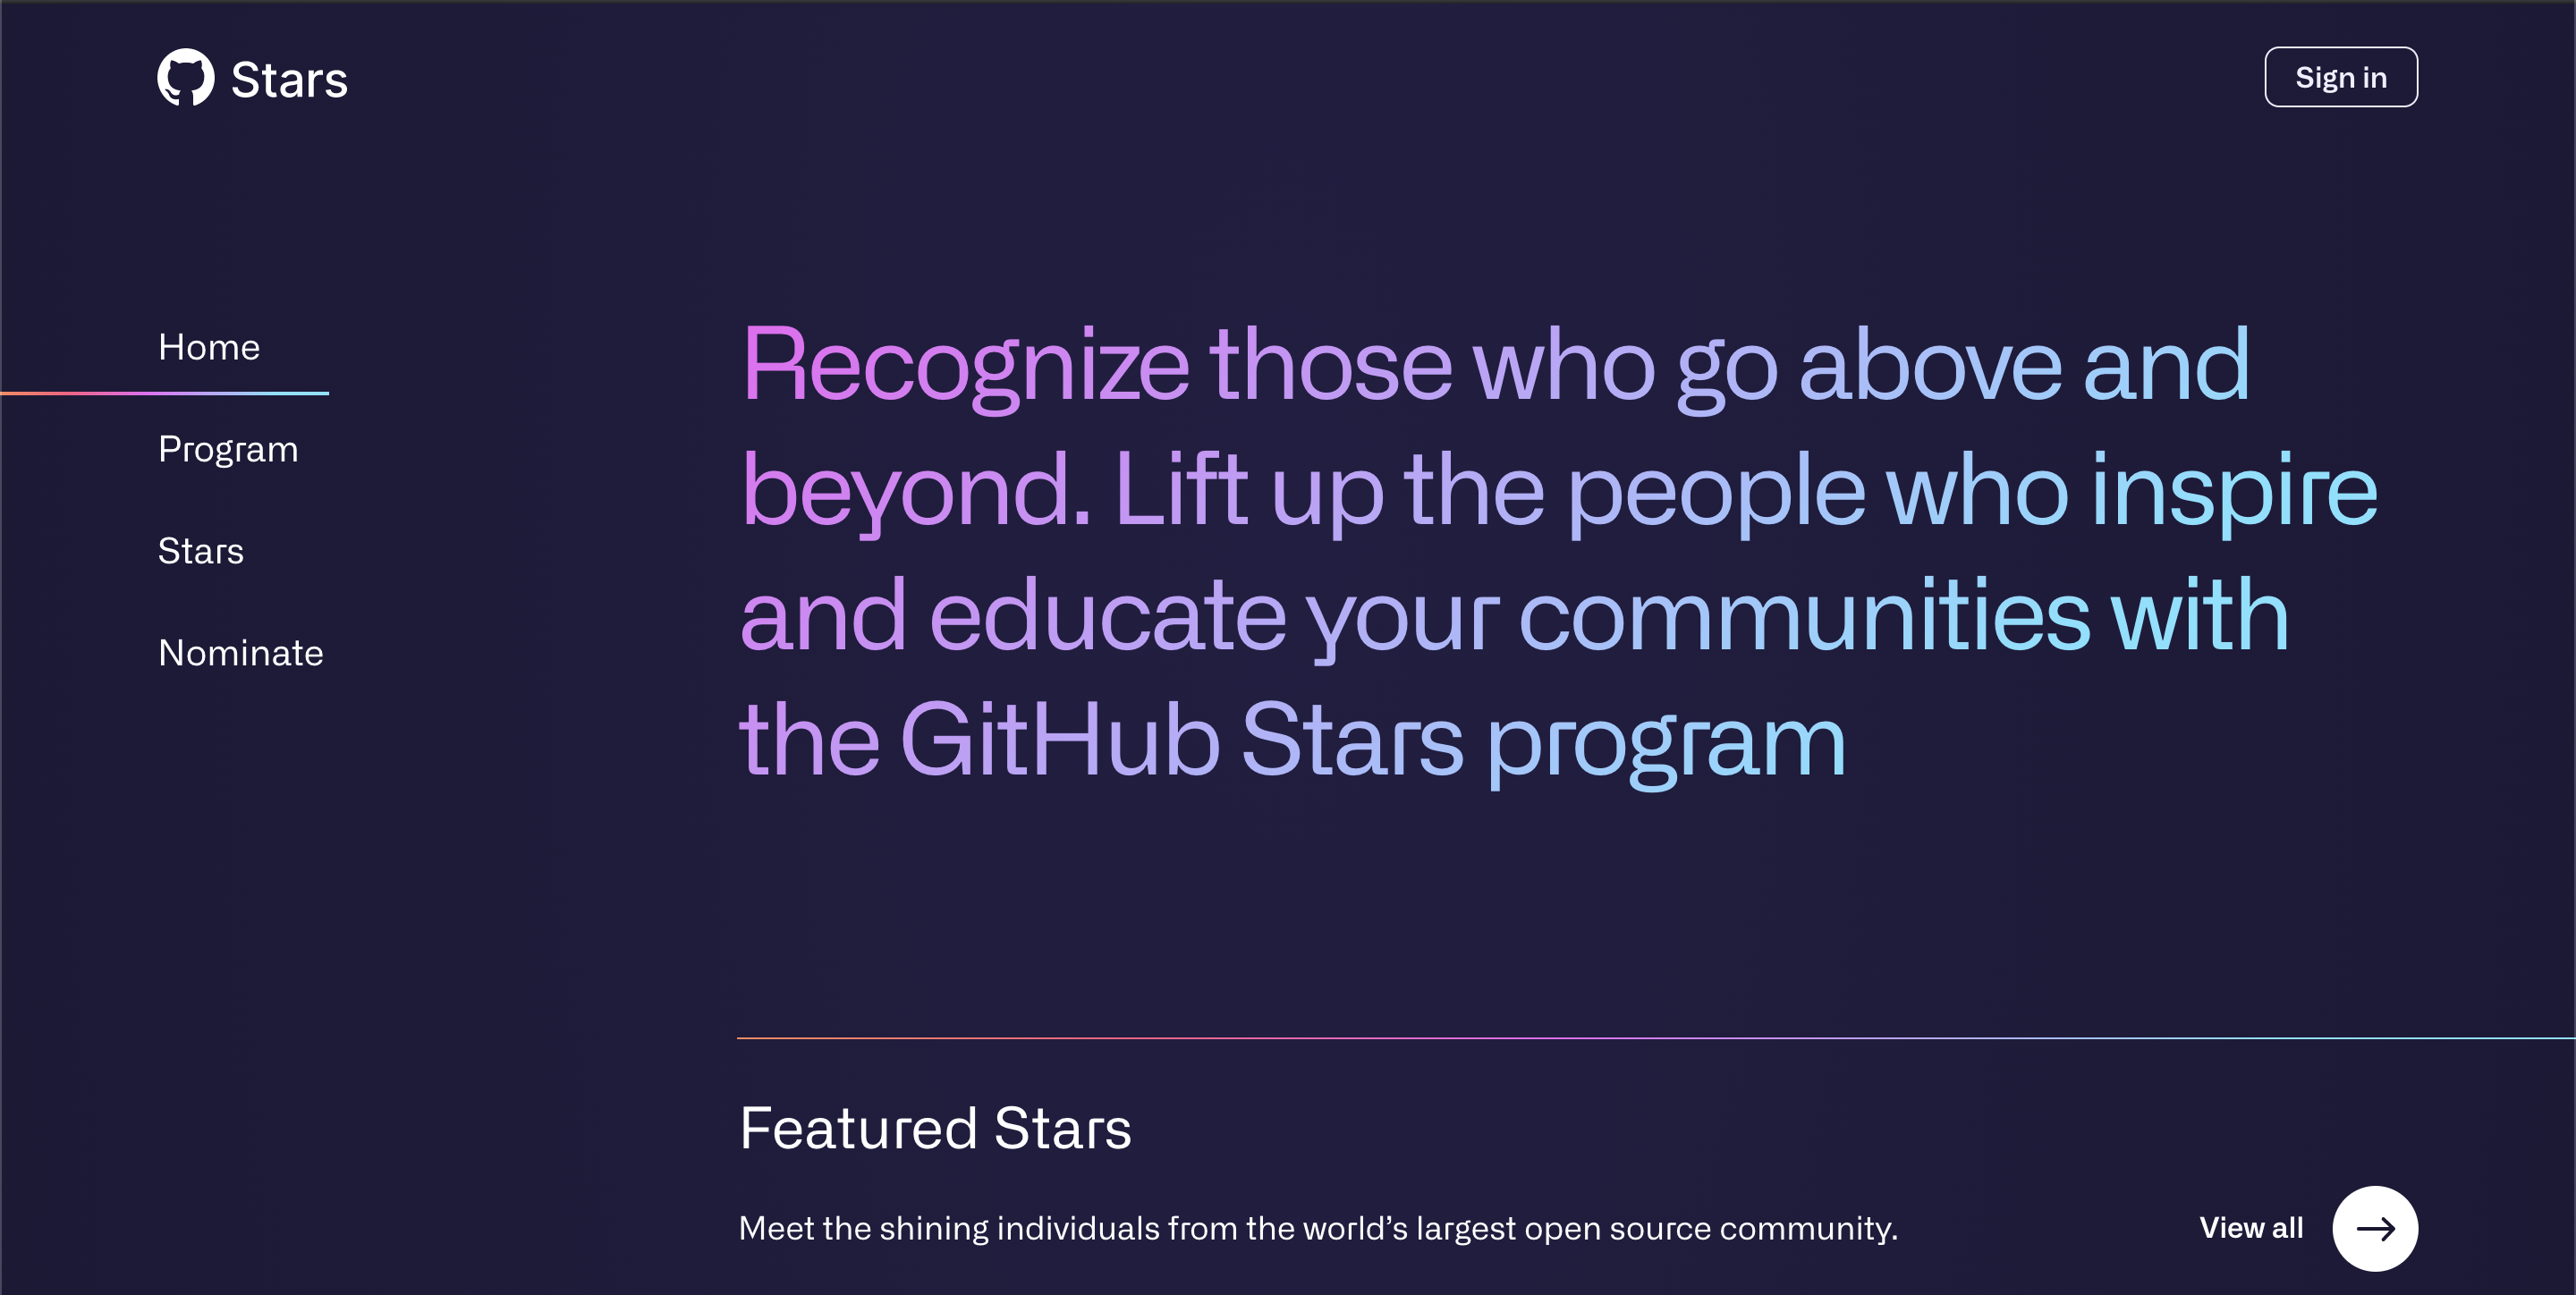 Stars
Sign in
Home
Program
Stars
Nominate
Recognize those who go above and
beyond. Lift up the people who inspire
and educate your communities with
the GitHub Stars program
Featured Stars
Meet the shining individuals from the world’s largest open source community.
View all